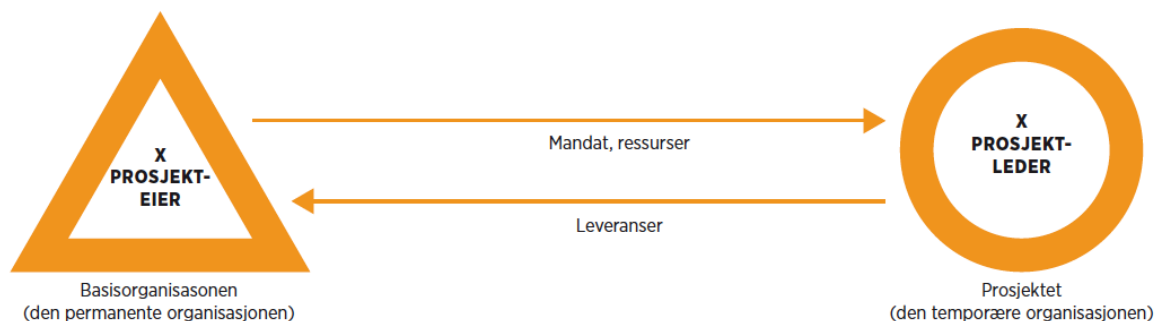 X
PROSJEKT-
EIER
Mandat, ressurser
Leveranser
X
PROSJEKT-
LEDER
Basisorganisasonen
(den permanente organisasjonen)
Prosjektet
(den temporære organisasjonen)